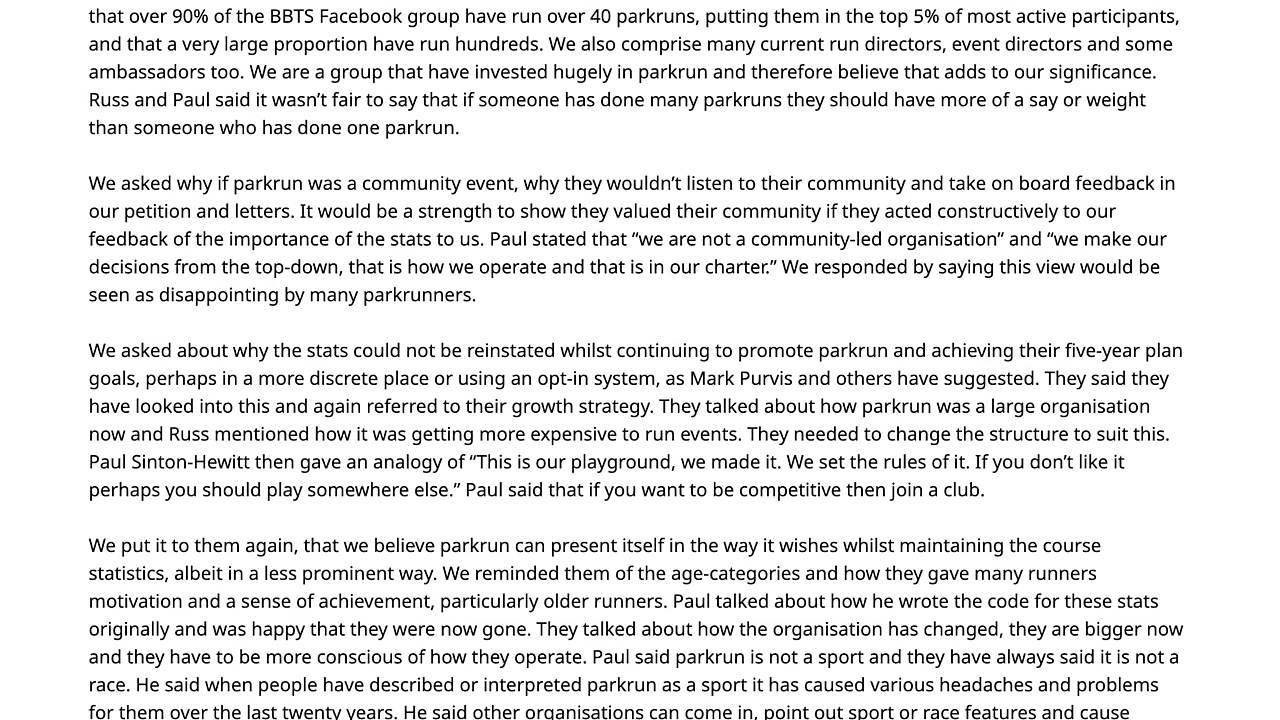 that over 90% of the BBTS Facebook group have run over 40 parkruns, putting them in the top 5% of most active participants,
and that a very large proportion have run hundreds. We also comprise many current run directors, event directors and some
ambassadors too. We are a group that have invested hugely in parkrun and therefore believe that adds to our significance.
Russ and Paul said it wasn’t fair to say that if someone has done many parkruns they should have more of a say or weight
than someone who has done one parkrun.

We asked why if parkrun was a community event, why they wouldn’t listen to their community and take on board feedback in
our petition and letters. It would be a strength to show they valued their community if they acted constructively to our
feedback of the importance of the stats to us. Paul stated that “we are not a community-led organisation” and “we make our
decisions from the top-down, that is how we operate and that is in our charter.” We responded by saying this view would be
seen as disappointing by many parkrunners.

We asked about why the stats could not be reinstated whilst continuing to promote parkrun and achieving their five-year plan
goals, perhaps in a more discrete place or using an opt-in system, as Mark Purvis and others have suggested. They said they
have looked into this and again referred to their growth strategy. They talked about how parkrun was a large organisation
now and Russ mentioned how it was getting more expensive to run events. They needed to change the structure to suit this.
Paul Sinton-Hewitt then gave an analogy of “This is our playground, we made it. We set the rules of it. If you don’t like it
perhaps you should play somewhere else.” Paul said that if you want to be competitive then join a club.

We put it to them again, that we believe parkrun can present itself in the way it wishes whilst maintaining the course
statistics, albeit in a less prominent way. We reminded them of the age-categories and how they gave many runners
motivation and a sense of achievement, particularly older runners. Paul talked about how he wrote the code for these stats
originally and was happy that they were now gone. They talked about how the organisation has changed, they are bigger now
and they have to be more conscious of how they operate. Paul said parkrun is not a sport and they have always said it is not a
race. He said when people have described or interpreted parkrun as a sport it has caused various headaches and problems
for them over the last twenty years. He said other organisations can come in, point out sport or race features and cause